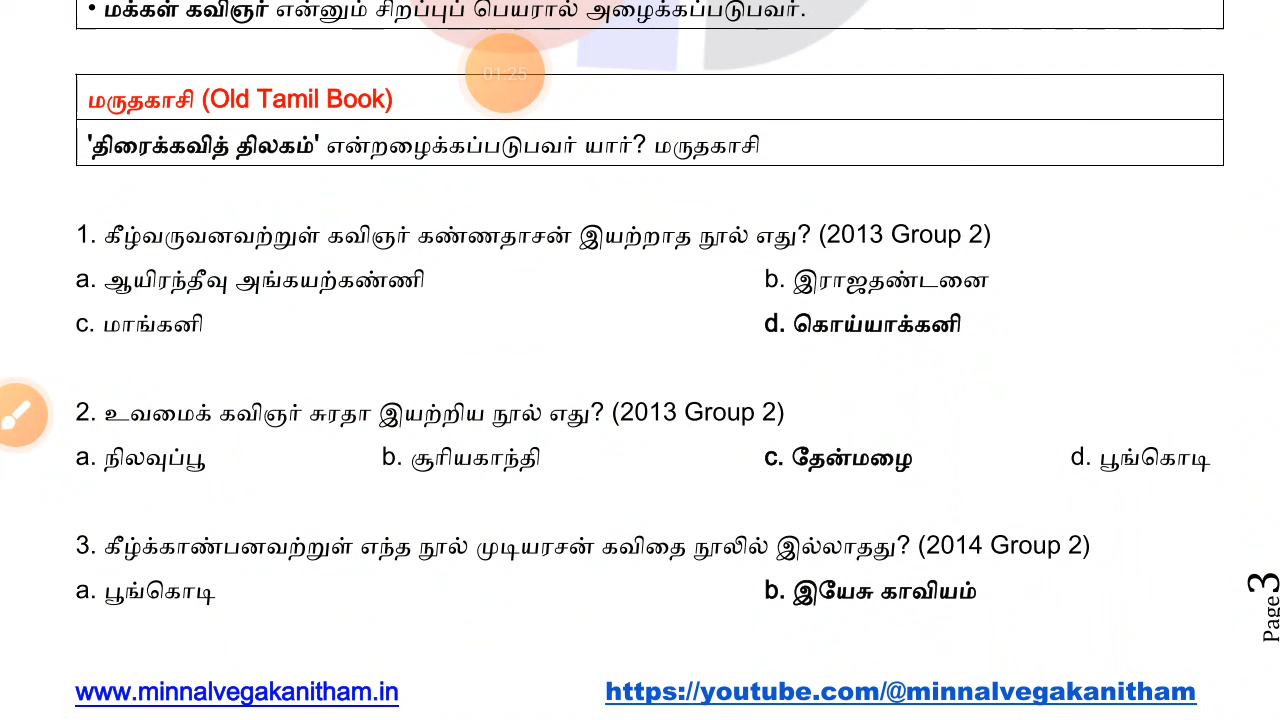 • மக்கள் கவிஞர் என்னும் சிறப்புப் பெயரால் அழைக்கப்படுபவர்.
01:25
மருதகாசி (Old Tamil Book)
'திரைக்கவித் திலகம்' என்றழைக்கப்படுபவர் யார்? மருதகாசி
1. கீழ்வருவனவற்றுள் கவிஞர் கண்ணதாசன் இயற்றாத நூல் எது? (2013 Group 2)
a. ஆயிரந்தீவு அங்கயற்கண்ணி b. இராஜதண்டனை
c. மாங்கனி d. கொய்யாக்கனி
2. உவமைக் கவிஞர் சுரதா இயற்றிய நூல் எது? (2013 Group 2)
a. நிலவுப்பூ b. சூரியகாந்தி c. தேன்மழை d. பூங்கொடி
3. கீழ்க்காண்பனவற்றுள் எந்த நூல் முடியரசன் கவிதை நூலில் இல்லாதது? (2014 Group 2)
a. பூங்கொடி b. இயேசு காவியம்
Page3
www.minnalvegakanitham.in https://youtube.com/@minnalvegakanitham